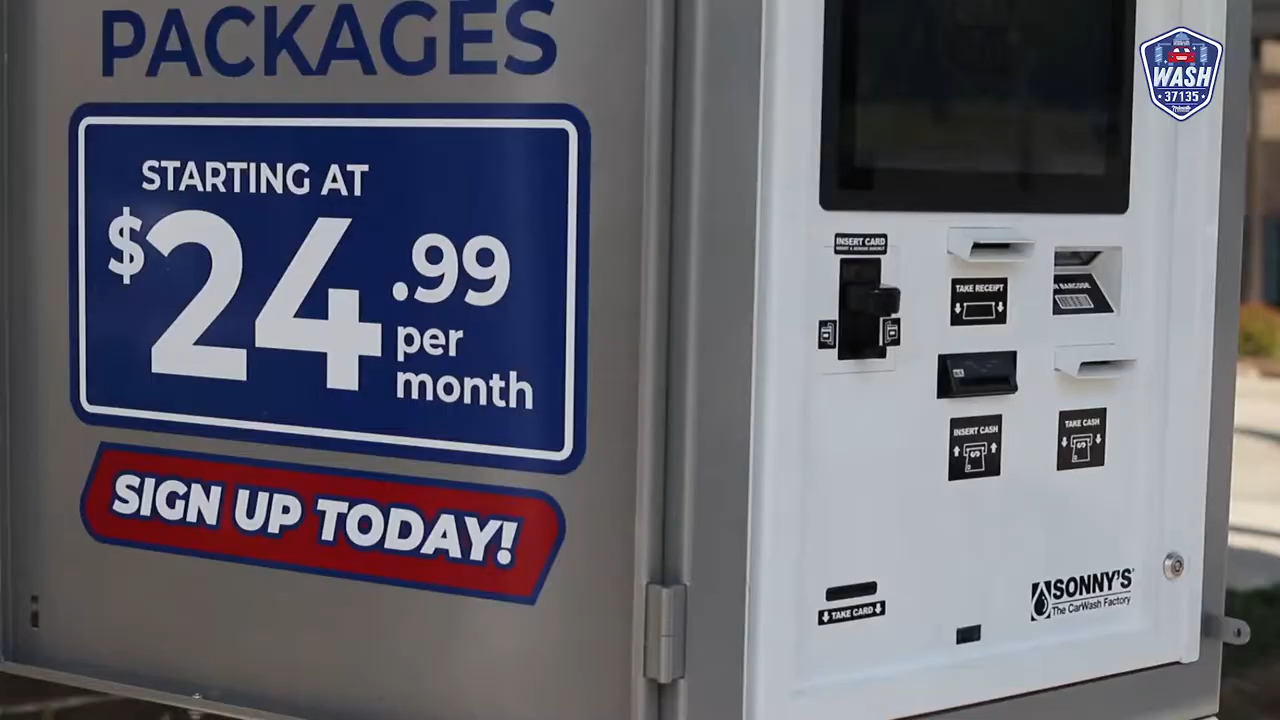 PACKAGES
STARTING AT
$24.99
per
month
SIGN UP TODAY!
WASH
37135
INSERT CARD
TAKE RECEIPT
BARCODE
INSERT CASH
TAKE CASH
TAKE CARD
SONNY'S
The CarWash Factory